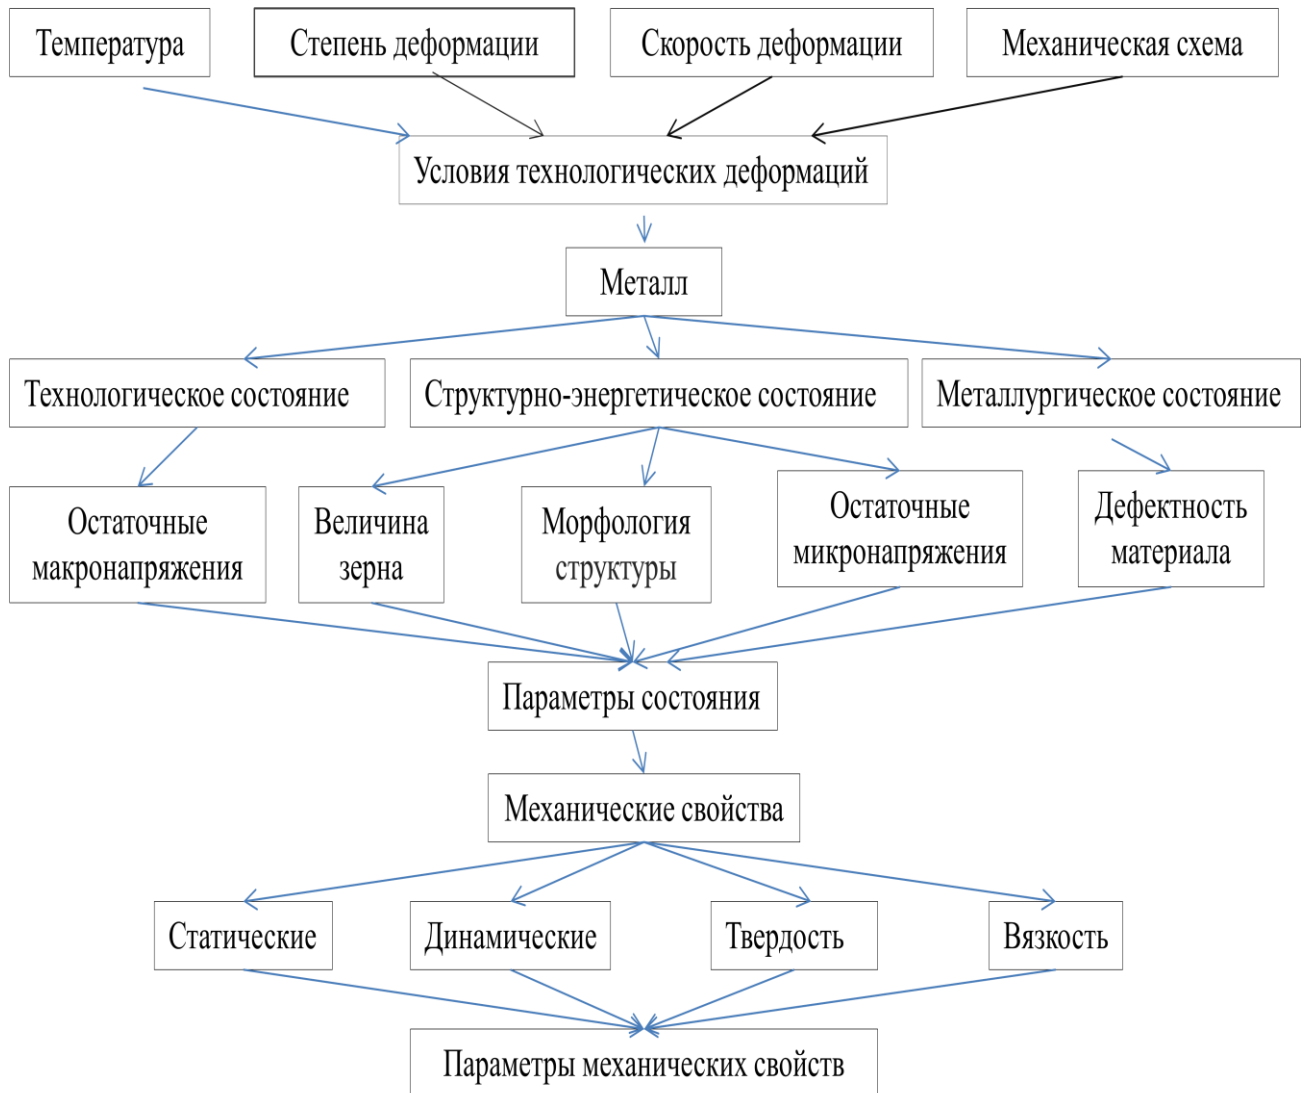 Температура
Степень деформации
Скорость деформации
Механическая схема
Условия технологических деформаций
Металл
Технологическое состояние
Структурно-энергетическое состояние
Металлургическое состояние
Остаточные
макронапряжения
Величина
зерна
Морфология
структуры
Остаточные
микронапряжения
Дефектность
материала
Параметры состояния
Механические свойства
Статические
Динамические
Твердость
Вязкость
Параметры механических свойств